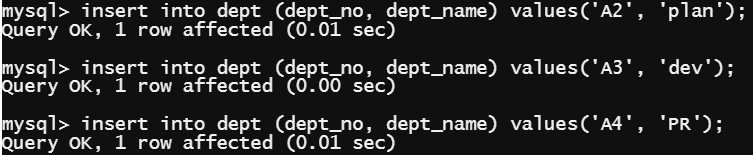 mysql> insert into dept (dept_no, dept_name) values('A2', 'plan');
Query OK, 1 row affected (0.01 sec)
mysql> insert into dept (dept_no, dept_name) values('A3', 'dev');
Query OK, 1 row affected (0.00 sec)
mysql> insert into dept (dept_no, dept_name) values('A4', 'PR');
Query OK, 1 row affected (0.01 sec)